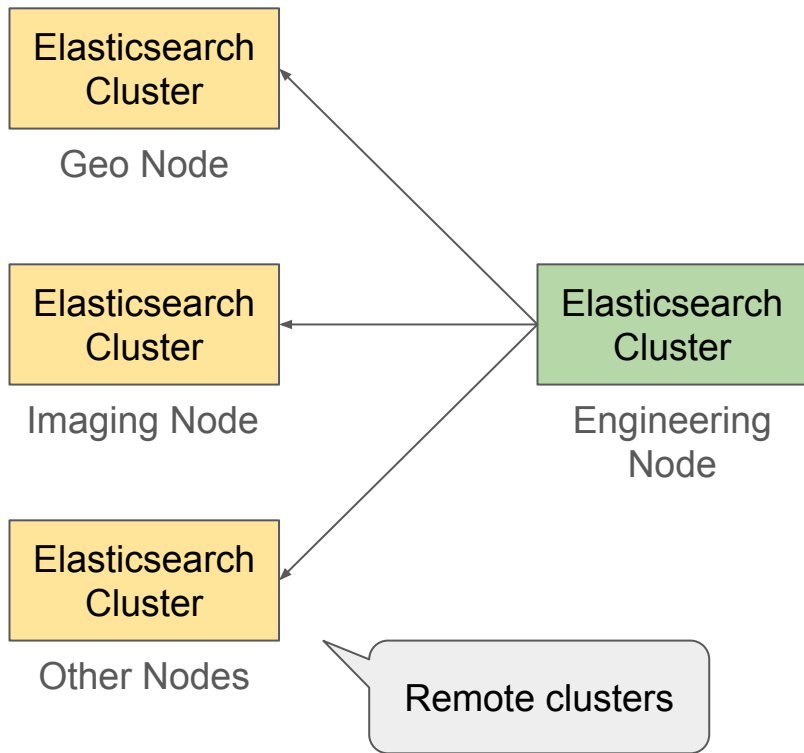 Elasticsearch
Cluster
Geo Node
Elasticsearch
Cluster
Imaging Node
Elasticsearch
Cluster
Engineering
Node
Elasticsearch
Cluster
Other Nodes
Remote clusters